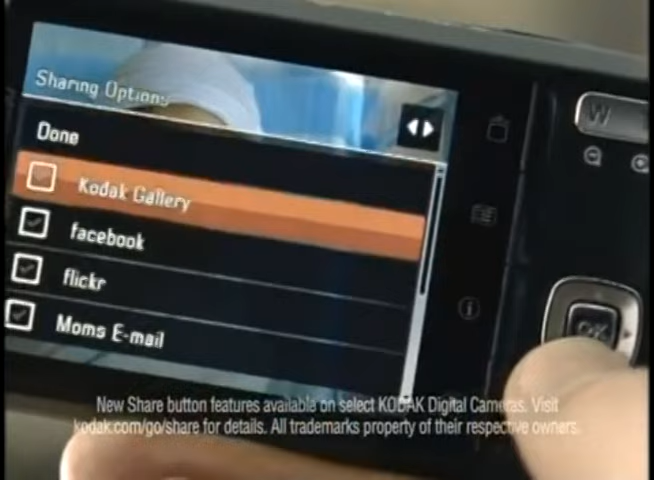 Sharing Options
Done
Kodak Gallery
facebook
flickr
Moms E-mail
W
OK
New Share button features available on select KODAK Digital Cameras. Visit
kodak.com/go/share for details. All trademarks property of their respective owners.